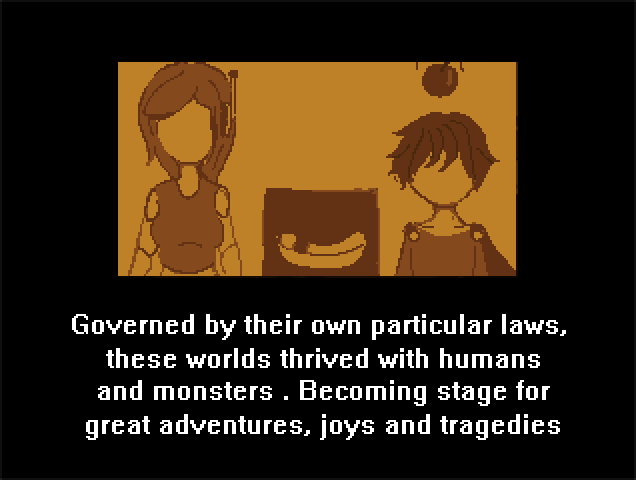 Governed by their own particular laws,
these worlds thrived with humans
and monsters . Becoming stage for
great adventures, joys and tragedies